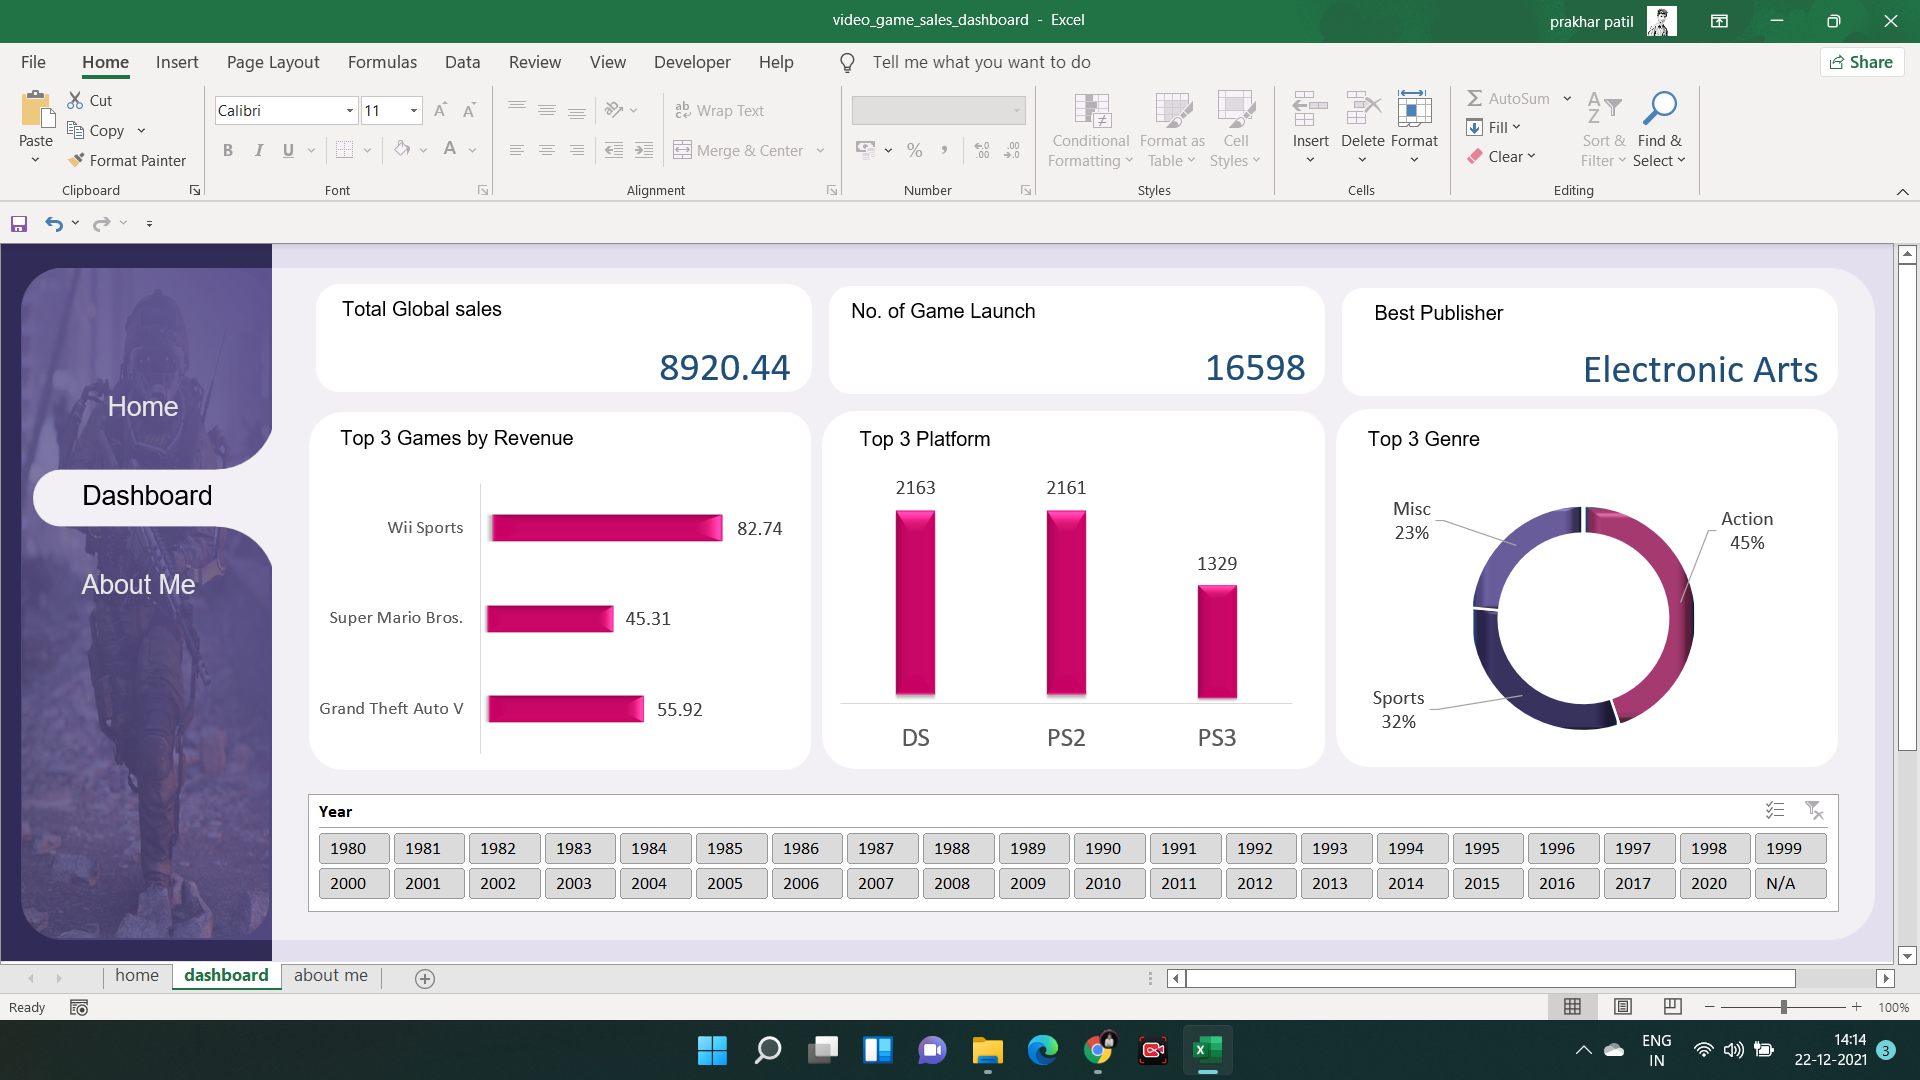 video_game_sales_dashboard - Excel
prakhar patil
File Home Insert Page Layout Formulas Data Review View Developer Help Tell me what you want to do Share
Cut
Copy
Format Painter
Paste
Clipboard
Calibri 11
B I U A
Font
ab Wrap Text
Merge & Center
Alignment
% ,
Number
Conditional Formatting
Format as Table
Cell Styles
Styles
Insert Delete Format
Cells
AutoSum
Fill
Clear
Sort & Filter
Find & Select
Editing
Home
Dashboard
About Me
Total Global sales
8920.44
No. of Game Launch
16598
Best Publisher
Electronic Arts
Top 3 Games by Revenue
Wii Sports 82.74
Super Mario Bros. 45.31
Grand Theft Auto V 55.92
Top 3 Platform
2163 2161 1329
DS PS2 PS3
Top 3 Genre
Misc
23%
Action
45%
Sports
32%
Year
1980 1981 1982 1983 1984 1985 1986 1987 1988 1989 1990 1991 1992 1993 1994 1995 1996 1997 1998 1999
2000 2001 2002 2003 2004 2005 2006 2007 2008 2009 2010 2011 2012 2013 2014 2015 2016 2017 2020 N/A
home dashboard about me
Ready
100%
ENG
IN
14:14
22-12-2021
3